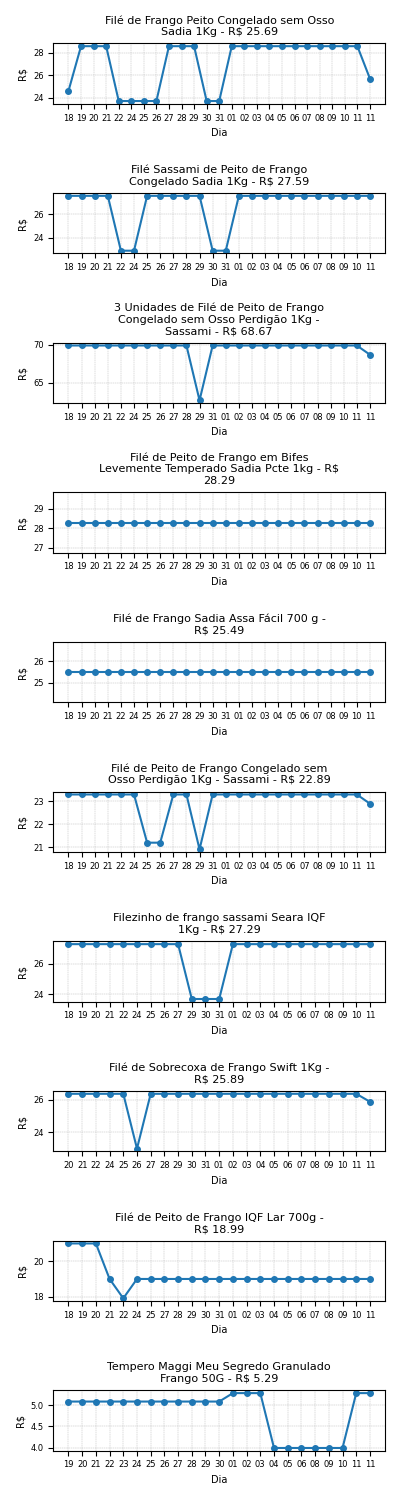 Filé de Frango Peito Congelado sem Osso
Sadia 1Kg - R$ 25.69
28
26
24
R$
18 19 20 21 22 24 25 26 27 28 29 30 31 01 02 03 04 05 06 07 08 09 10 11 11
Dia
Filé Sassami de Peito de Frango
Congelado Sadia 1Kg - R$ 27.59
26
24
R$
18 19 20 21 22 24 25 26 27 28 29 30 31 01 02 03 04 05 06 07 08 09 10 11
Dia
3 Unidades de Filé de Peito de Frango
Congelado sem Osso Perdigão 1Kg -
Sassami - R$ 68.67
70
65
R$
18 19 20 21 22 24 25 26 27 28 29 31 01 02 03 04 05 06 07 08 09 10 11 11
Dia
Filé de Peito de Frango em Bifes
Levemente Temperado Sadia Pcte 1kg - R$
28.29
29
28
27
R$
18 19 20 21 22 24 25 26 27 28 29 30 31 01 02 03 04 05 06 07 08 09 10 11
Dia
Filé de Frango Sadia Assa Fácil 700 g -
R$ 25.49
26
25
R$
18 19 20 21 22 24 25 26 27 28 29 30 31 01 02 03 04 05 06 07 08 09 10 11
Dia
Filé de Peito de Frango Congelado sem
Osso Perdigão 1Kg - Sassami - R$ 22.89
23
22
21
R$
18 19 20 21 22 24 25 26 27 28 29 31 01 02 03 04 05 06 07 08 09 10 11 11
Dia
Filezinho de frango sassami Seara IQF
1Kg - R$ 27.29
26
24
R$
18 19 20 21 22 24 25 26 28 29 30 31 01 02 03 04 05 06 07 08 09 10 11 11
Dia
Filé de Sobrecoxa de Frango Swift 1Kg -
R$ 25.89
26
24
R$
20 21 22 24 25 26 27 28 29 30 31 01 02 03 04 05 06 07 08 09 10 11 11
Dia
Filé de Peito de Frango IQF Lar 700g -
R$ 18.99
20
18
R$
18 19 20 21 22 24 25 26 27 28 29 30 31 01 02 03 04 05 06 07 08 09 10 11
Dia
Tempero Maggi Meu Segredo Granulado
Frango 50G - R$ 5.29
5.0
4.5
4.0
R$
19 20 21 22 23 24 25 26 27 28 29 30 31 01 02 03 04 05 06 07 08 09 10 11
Dia